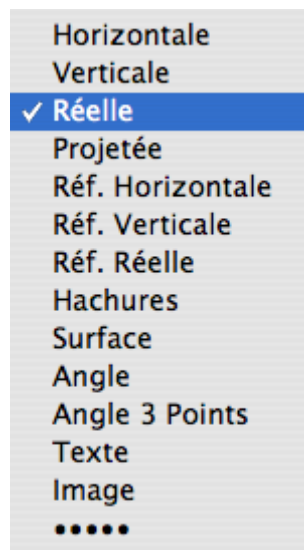 Horizontale
Verticale
✓ Réelle
Projetée
Réf. Horizontale
Réf. Verticale
Réf. Réelle
Hachures
Surface
Angle
Angle 3 Points
Texte
Image
•••••